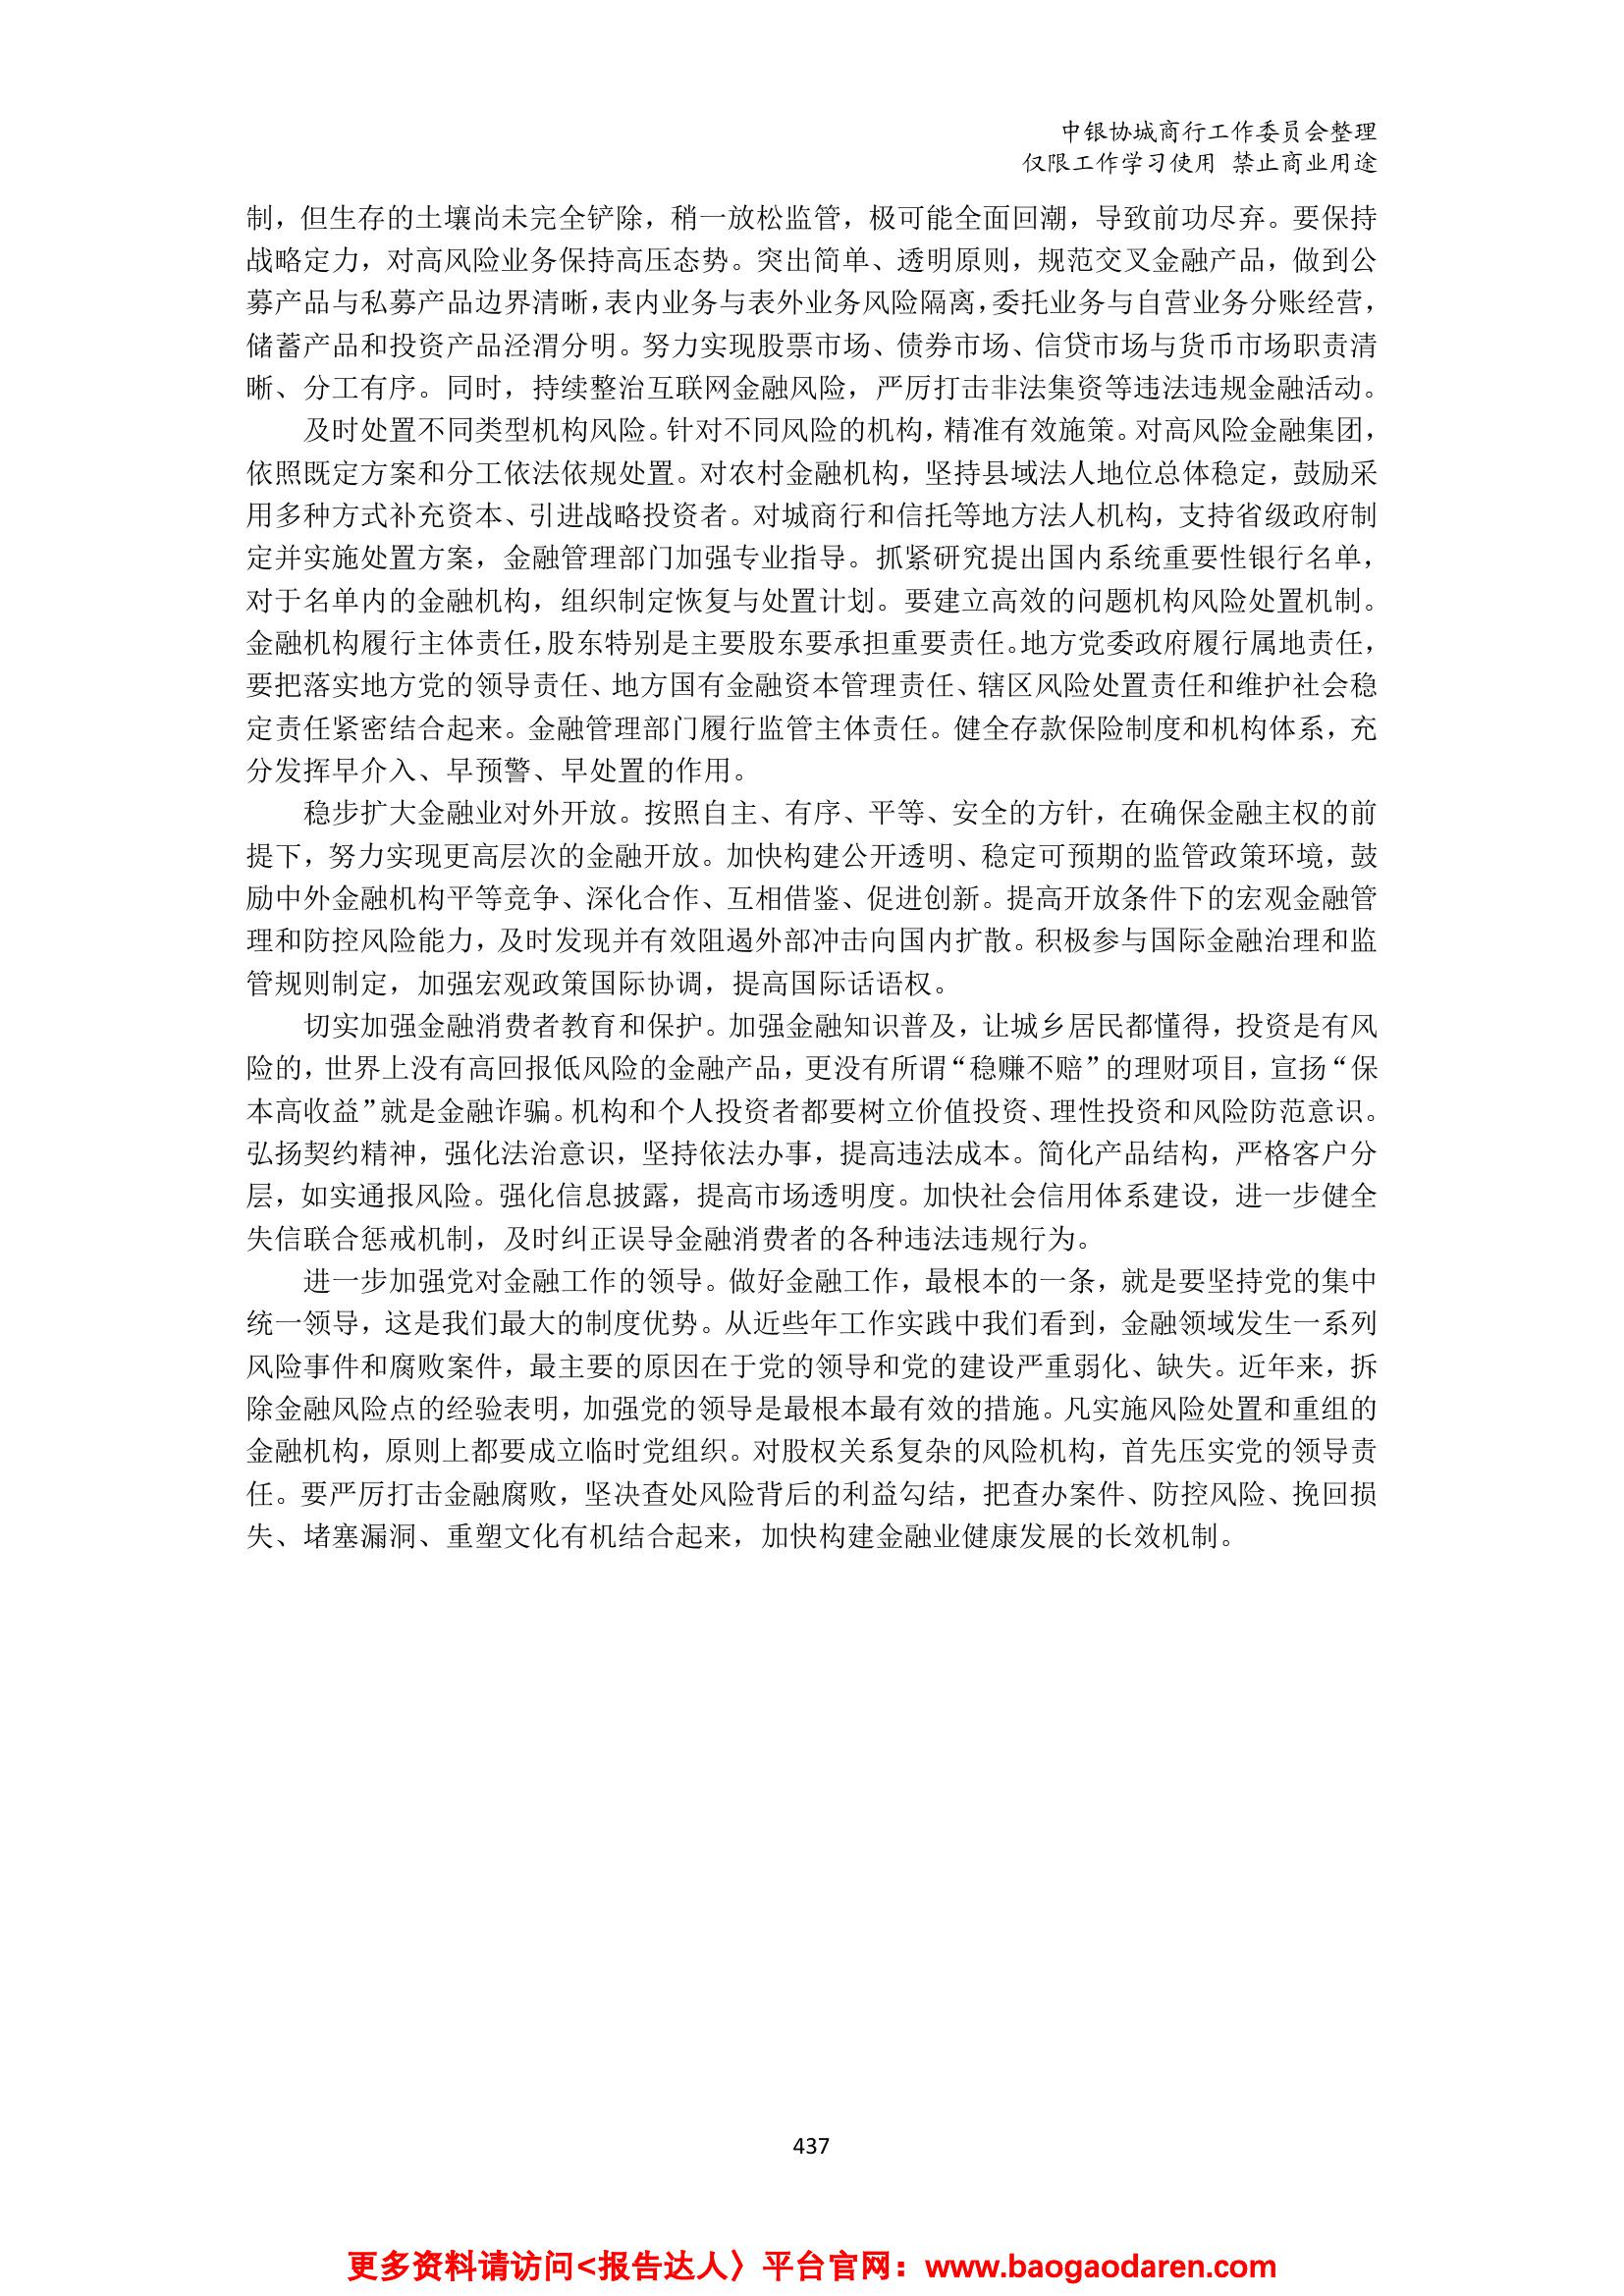 中银协城商行工作委员会整理
仅限工作学习使用 禁止商业用途
制，但生存的土壤尚未完全铲除，稍一放松监管，极可能全面回潮，导致前功尽弃。要保持
战略定力，对高风险业务保持高压态势。突出简单、透明原则，规范交叉金融产品，做到公
募产品与私募产品边界清晰，表内业务与表外业务风险隔离，委托业务与自营业务分账经营，
储蓄产品和投资产品泾渭分明。努力实现股票市场、债券市场、信贷市场与货币市场职责清
晰、分工有序。同时，持续整治互联网金融风险，严厉打击非法集资等违法违规金融活动。
及时处置不同类型机构风险。针对不同风险的机构，精准有效施策。对高风险金融集团，
依照既定方案和分工依法依规处置。对农村金融机构，坚持县域法人地位总体稳定，鼓励采
用多种方式补充资本、引进战略投资者。对城商行和信托等地方法人机构，支持省级政府制
定并实施处置方案，金融管理部门加强专业指导。抓紧研究提出国内系统重要性银行名单，
对于名单内的金融机构，组织制定恢复与处置计划。要建立高效的问题机构风险处置机制。
金融机构履行主体责任，股东特别是主要股东要承担重要责任。地方党委政府履行属地责任，
要把落实地方党的领导责任、地方国有金融资本管理责任、辖区风险处置责任和维护社会稳
定责任紧密结合起来。金融管理部门履行监管主体责任。健全存款保险制度和机构体系，充
分发挥早介入、早预警、早处置的作用。
稳步扩大金融业对外开放。按照自主、有序、平等、安全的方针，在确保金融主权的前
提下，努力实现更高层次的金融开放。加快构建公开透明、稳定可预期的监管政策环境，鼓
励中外金融机构平等竞争、深化合作、互相借鉴、促进创新。提高开放条件下的宏观金融管
理和防控风险能力，及时发现并有效阻遏外部冲击向国内扩散。积极参与国际金融治理和监
管规则制定，加强宏观政策国际协调，提高国际话语权。
切实加强金融消费者教育和保护。加强金融知识普及，让城乡居民都懂得，投资是有风
险的，世界上没有高回报低风险的金融产品，更没有所谓“稳赚不赔”的理财项目，宣扬“保
本高收益”就是金融诈骗。机构和个人投资者都要树立价值投资、理性投资和风险防范意识。
弘扬契约精神，强化法治意识，坚持依法办事，提高违法成本。简化产品结构，严格客户分
层，如实通报风险。强化信息披露，提高市场透明度。加快社会信用体系建设，进一步健全
失信联合惩戒机制，及时纠正误导金融消费者的各种违法违规行为。
进一步加强党对金融工作的领导。做好金融工作，最根本的一条，就是要坚持党的集中
统一领导，这是我们最大的制度优势。从近些年工作实践中我们看到，金融领域发生一系列
风险事件和腐败案件，最主要的原因在于党的领导和党的建设严重弱化、缺失。近年来，拆
除金融风险点的经验表明，加强党的领导是最根本最有效的措施。凡实施风险处置和重组的
金融机构，原则上都要成立临时党组织。对股权关系复杂的风险机构，首先压实党的领导责
任。要严厉打击金融腐败，坚决查处风险背后的利益勾结，把查办案件、防控风险、挽回损
失、堵塞漏洞、重塑文化有机结合起来，加快构建金融业健康发展的长效机制。
437
更多资料请访问<报告达人〉平台官网：www.baogaodaren.com